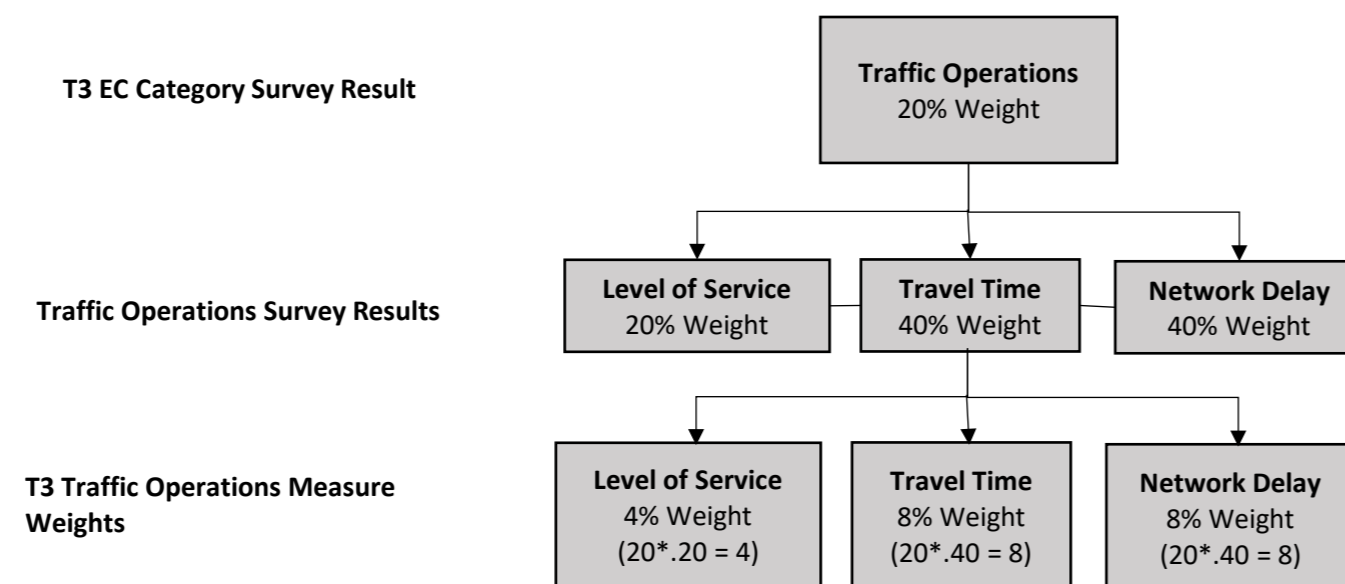 T3 EC Category Survey Result
Traffic Operations
20% Weight
Traffic Operations Survey Results
Level of Service
20% Weight
Travel Time
40% Weight
Network Delay
40% Weight
T3 Traffic Operations Measure
Weights
Level of Service
4% Weight
(20*.20 = 4)
Travel Time
8% Weight
(20*.40 = 8)
Network Delay
8% Weight
(20*.40 = 8)